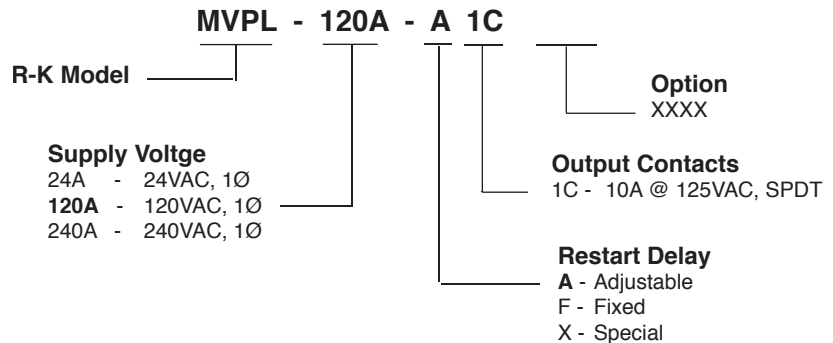 MVPL - 120A - A 1C
R-K Model
Option
XXXX
Supply Voltge
24A - 24VAC, 1Ø
120A - 120VAC, 1Ø
240A - 240VAC, 1Ø
Output Contacts
1C - 10A @ 125VAC, SPDT
Restart Delay
A - Adjustable
F - Fixed
X - Special